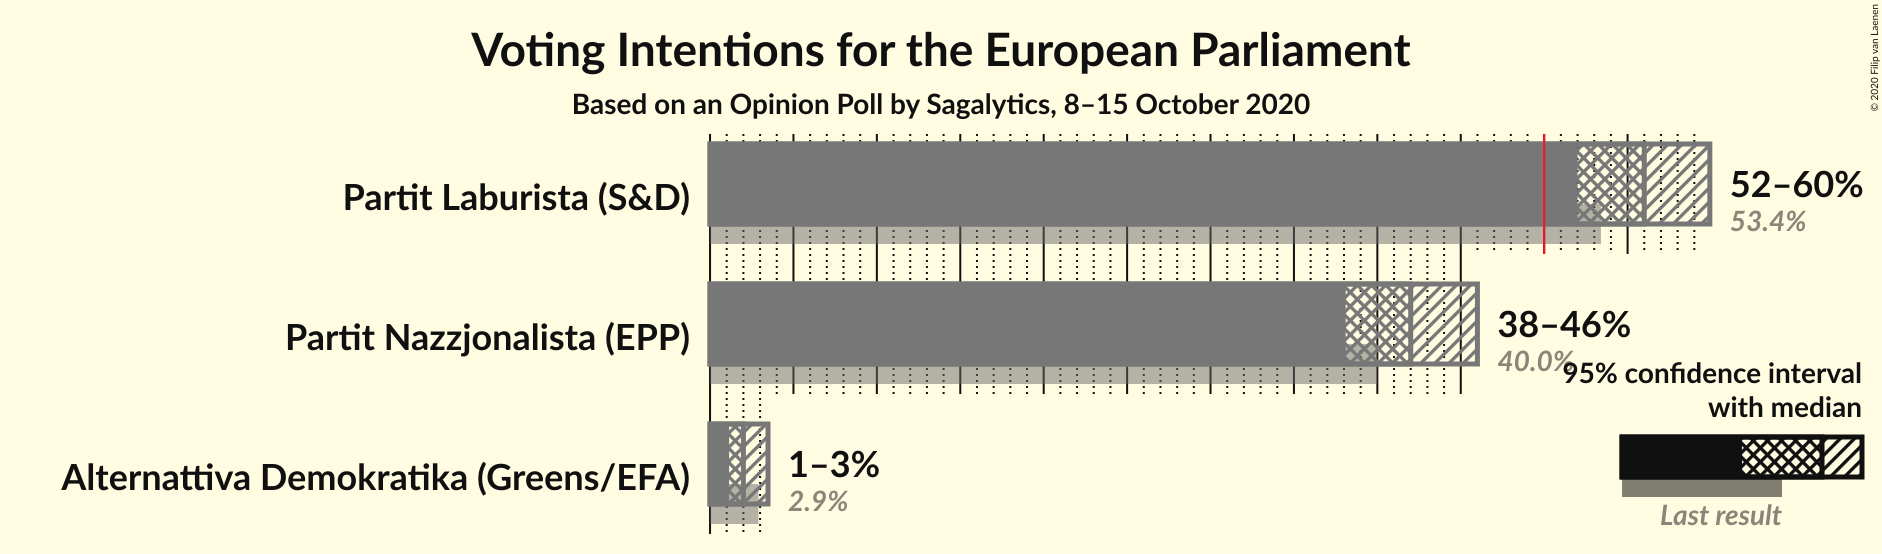 Voting Intentions for the European Parliament
Based on an Opinion Poll by Sagalytics, 8–15 October 2020
© 2020 Filip van Laenen
Partit Laburista (S&D)
52–60%
53.4%
Partit Nazzjonalista (EPP)
38–46%
40.0%
95% confidence interval
with median
Alternattiva Demokratika (Greens/EFA)
1–3%
2.9%
Last result